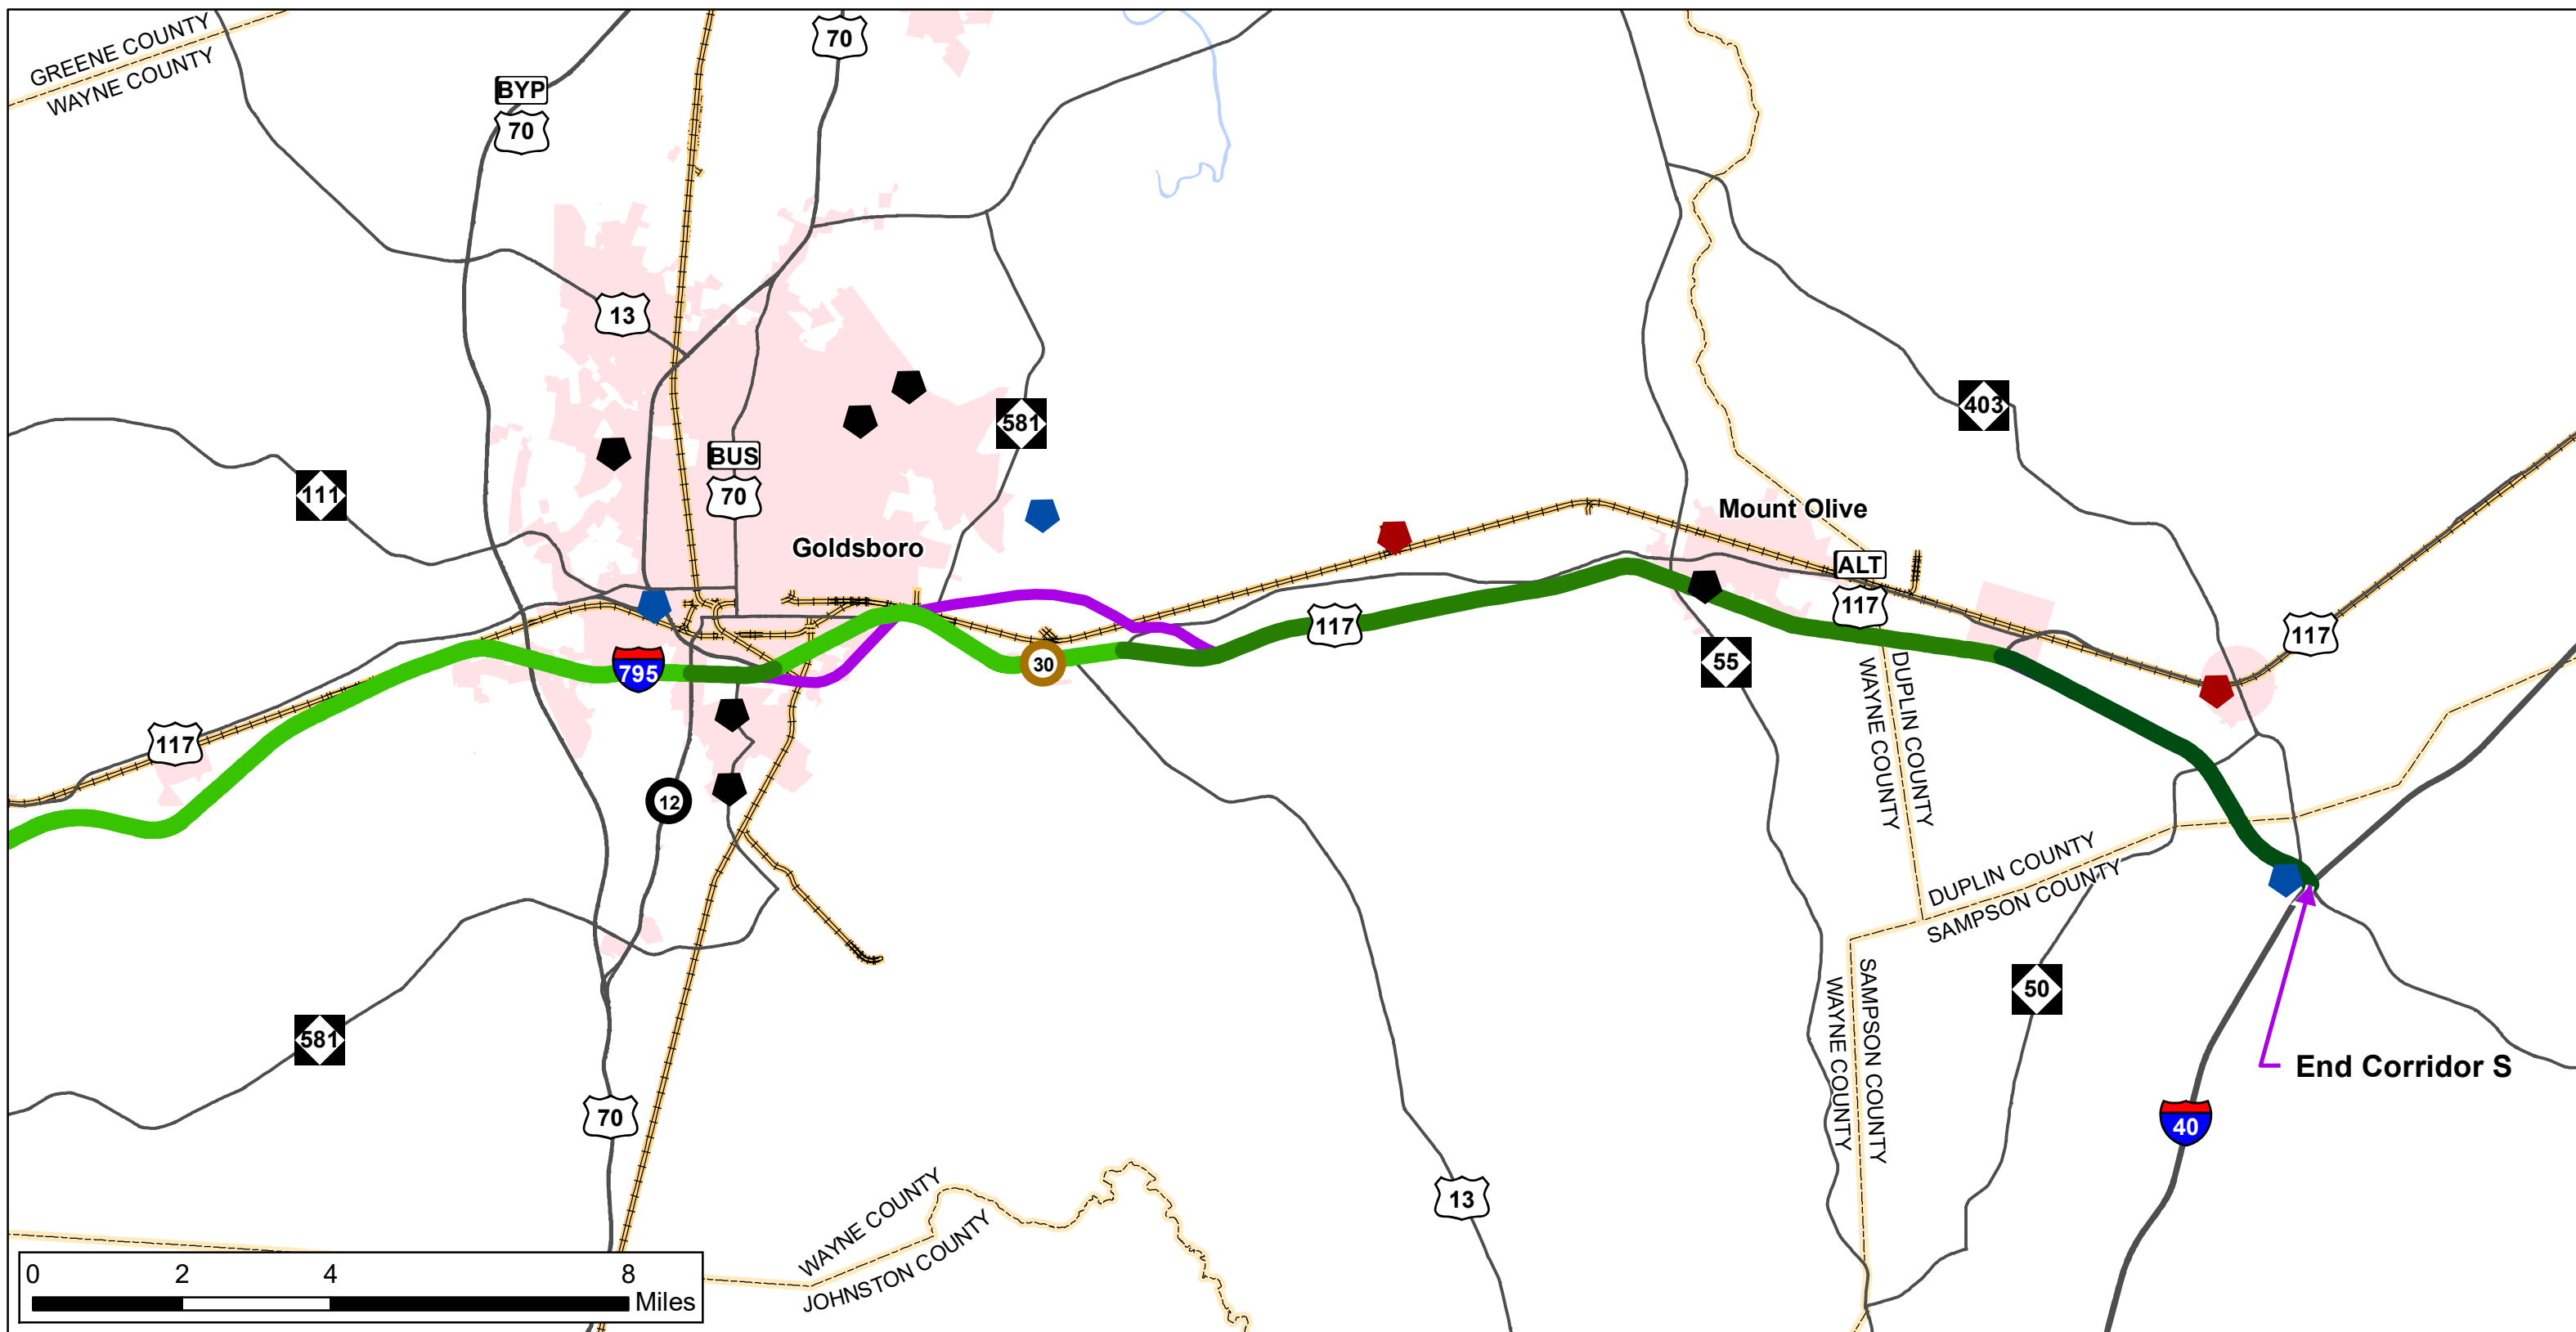 GREENE COUNTY
WAYNE COUNTY
BYP
70
70
13
111
BUS
70
581
Goldsboro
403
Mount Olive
ALT
117
117
117
55
795
30
117
12
DUPLIN COUNTY
WAYNE COUNTY
DUPLIN COUNTY
SAMPSON COUNTY
SAMPSON COUNTY
WAYNE COUNTY
50
581
End Corridor S
70
40
13
WAYNE COUNTY
JOHNSTON COUNTY
0 2 4 8
Miles